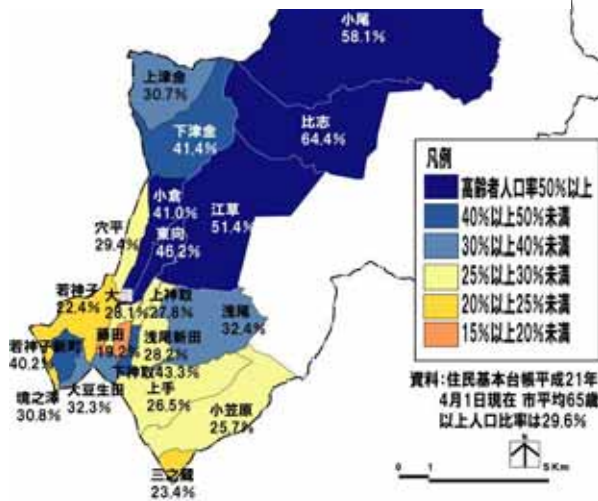 小尾
58.1%
上津金
30.7%
比志
64.4%
下津金
41.4%
小倉
41.0%
江草
51.4%
東向
46.2%
穴平
29.4%
若神子
22.4%
大
28.1%
上神取
27.8%
浅尾
32.4%
藤田
19.2%
浅尾新田
28.2%
若神子新町
40.2%
下神取
43.3%
境之澤
30.8%
大豆生田
32.3%
上手
26.5%
小笠原
25.7%
三之蔵
23.4%
凡例
高齢者人口率50%以上
40%以上50%未満
30%以上40%未満
25%以上30%未満
20%以上25%未満
15%以上20%未満
資料:住民基本台帳平成21年
4月1日現在 市平均65歳
以上人口比率は29.6%
N
0 1 5 Km